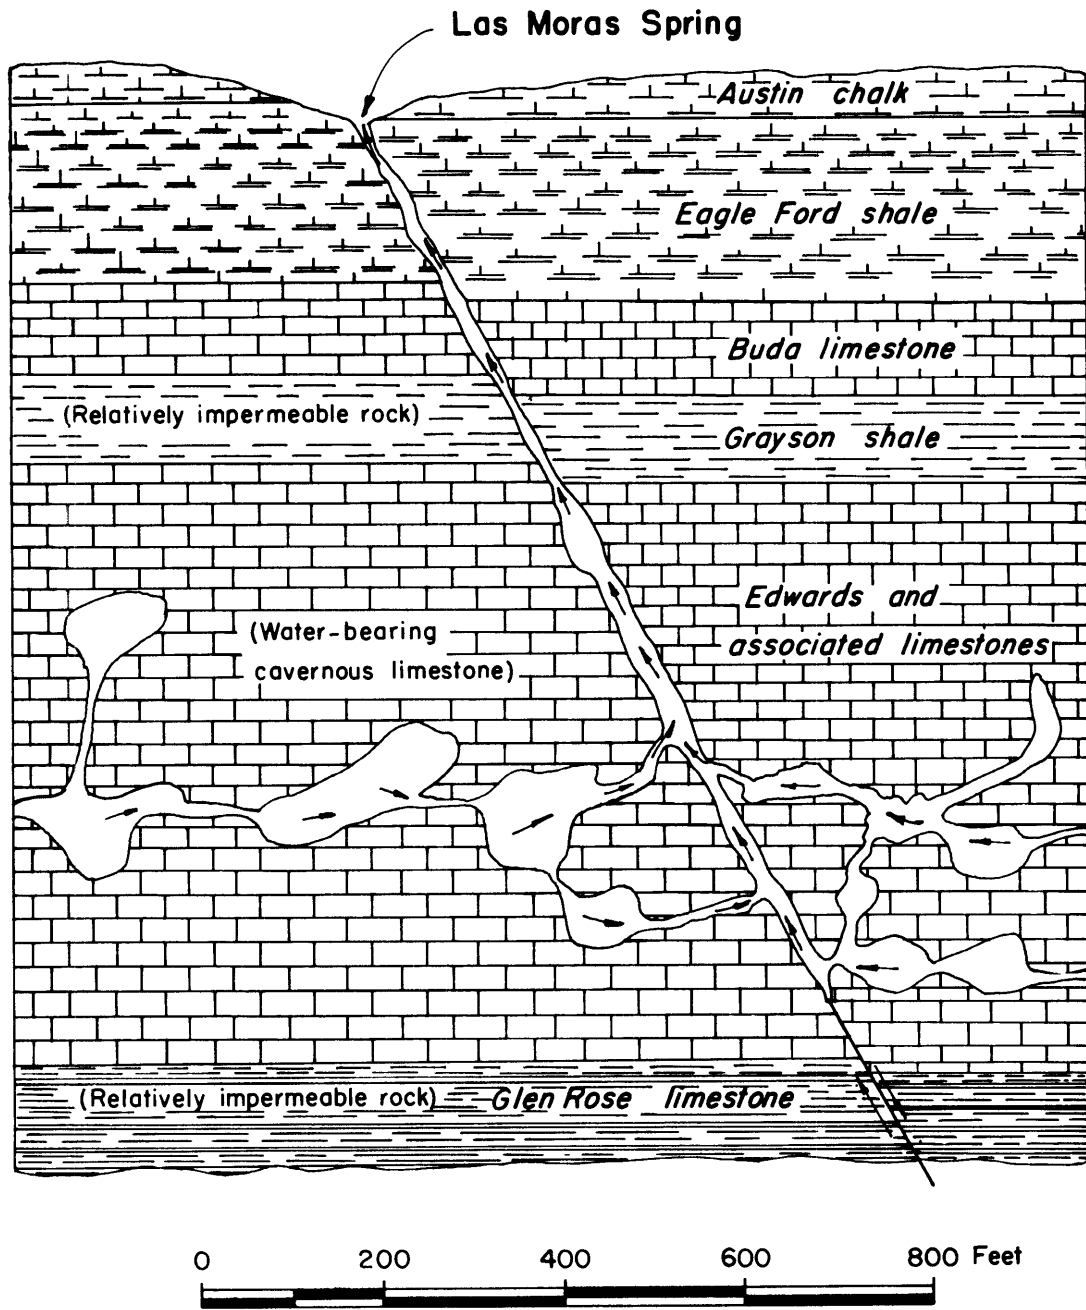 Las Moras Spring
Austin chalk
Eagle Ford shale
Buda limestone
(Relatively impermeable rock)
Grayson shale
Edwards and
associated limestones
(Water-bearing
cavernous limestone)
(Relatively impermeable rock)
Glen Rose limestone
0 200 400 600 800 Feet